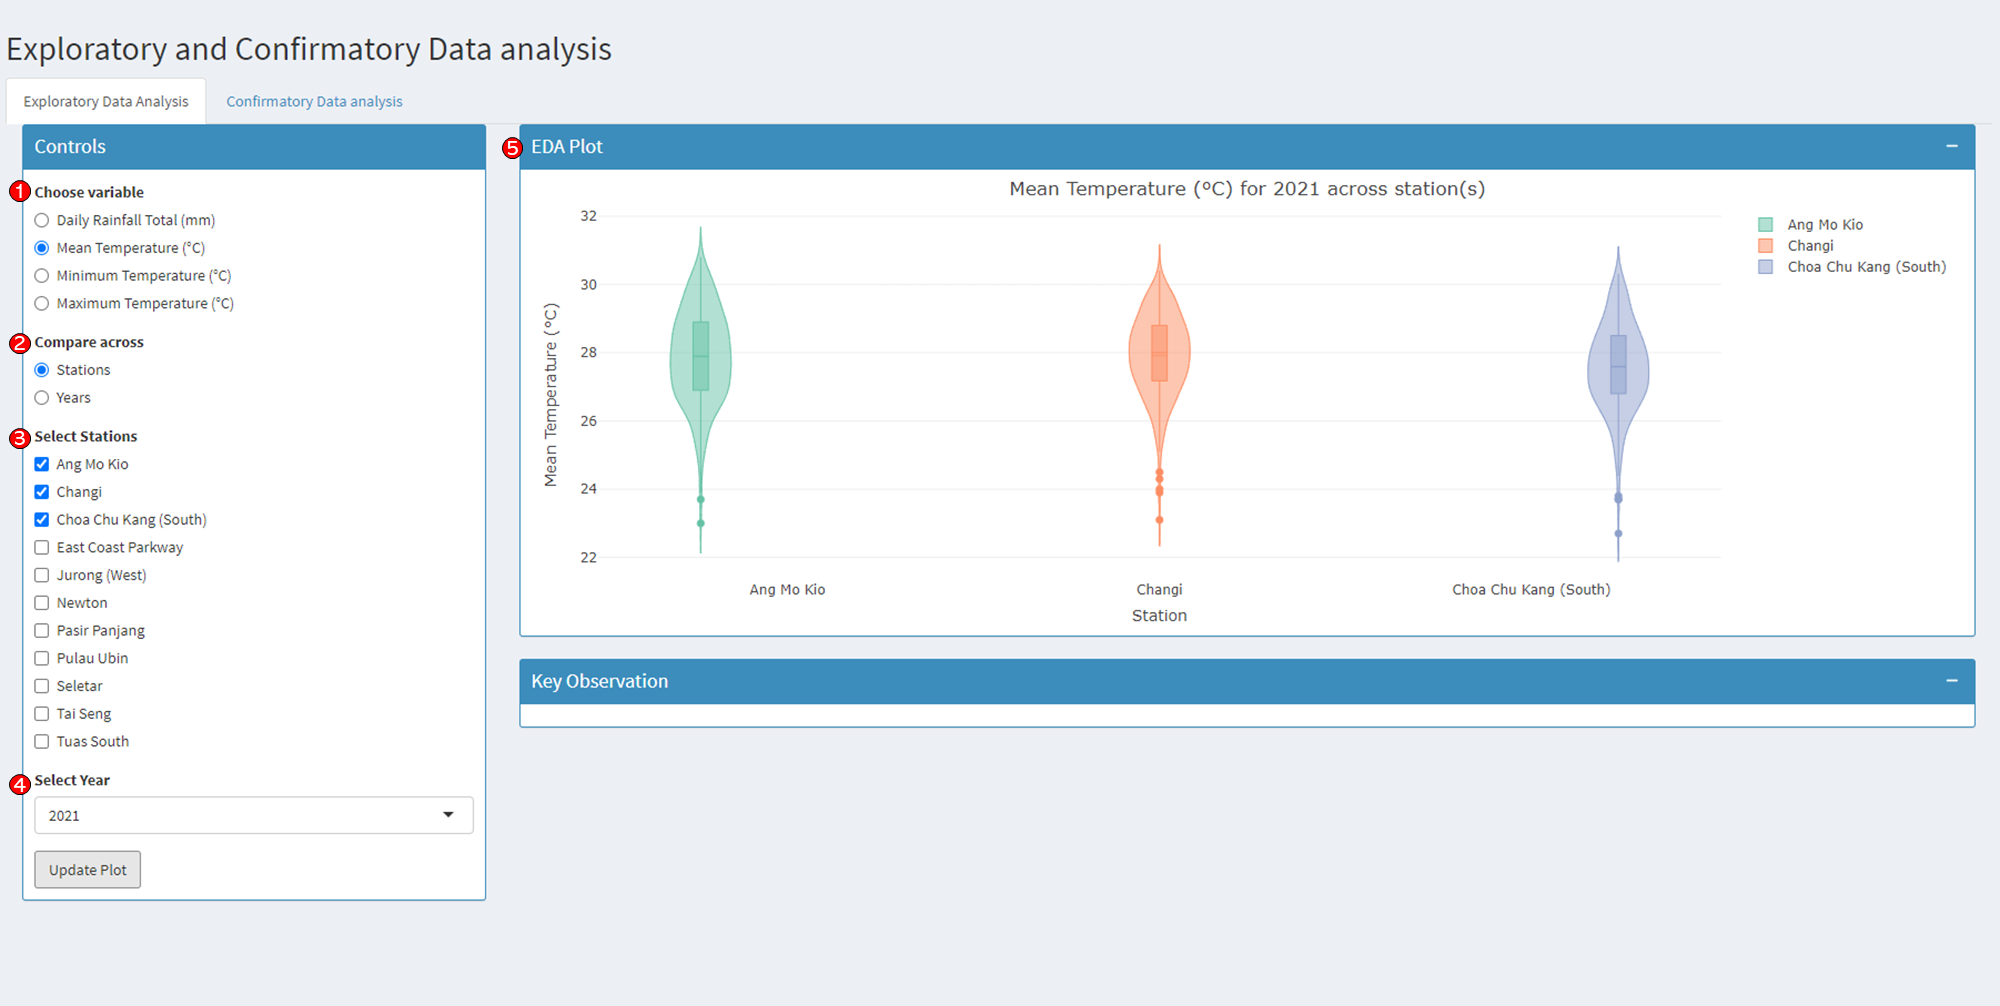 Exploratory and Confirmatory Data analysis
Exploratory Data Analysis
Confirmatory Data analysis
Controls
1 Choose variable
Daily Rainfall Total (mm)
Mean Temperature (°C)
Minimum Temperature (°C)
Maximum Temperature (°C)
2 Compare across
Stations
Years
3 Select Stations
Ang Mo Kio
Changi
Choa Chu Kang (South)
East Coast Parkway
Jurong (West)
Newton
Pasir Panjang
Pulau Ubin
Seletar
Tai Seng
Tuas South
4 Select Year
2021
Update Plot
5 EDA Plot
Mean Temperature (°C) for 2021 across station(s)
Mean Temperature (°C)
32
30
28
26
24
22
Ang Mo Kio
Changi
Choa Chu Kang (South)
Station
Ang Mo Kio
Changi
Choa Chu Kang (South)
Key Observation